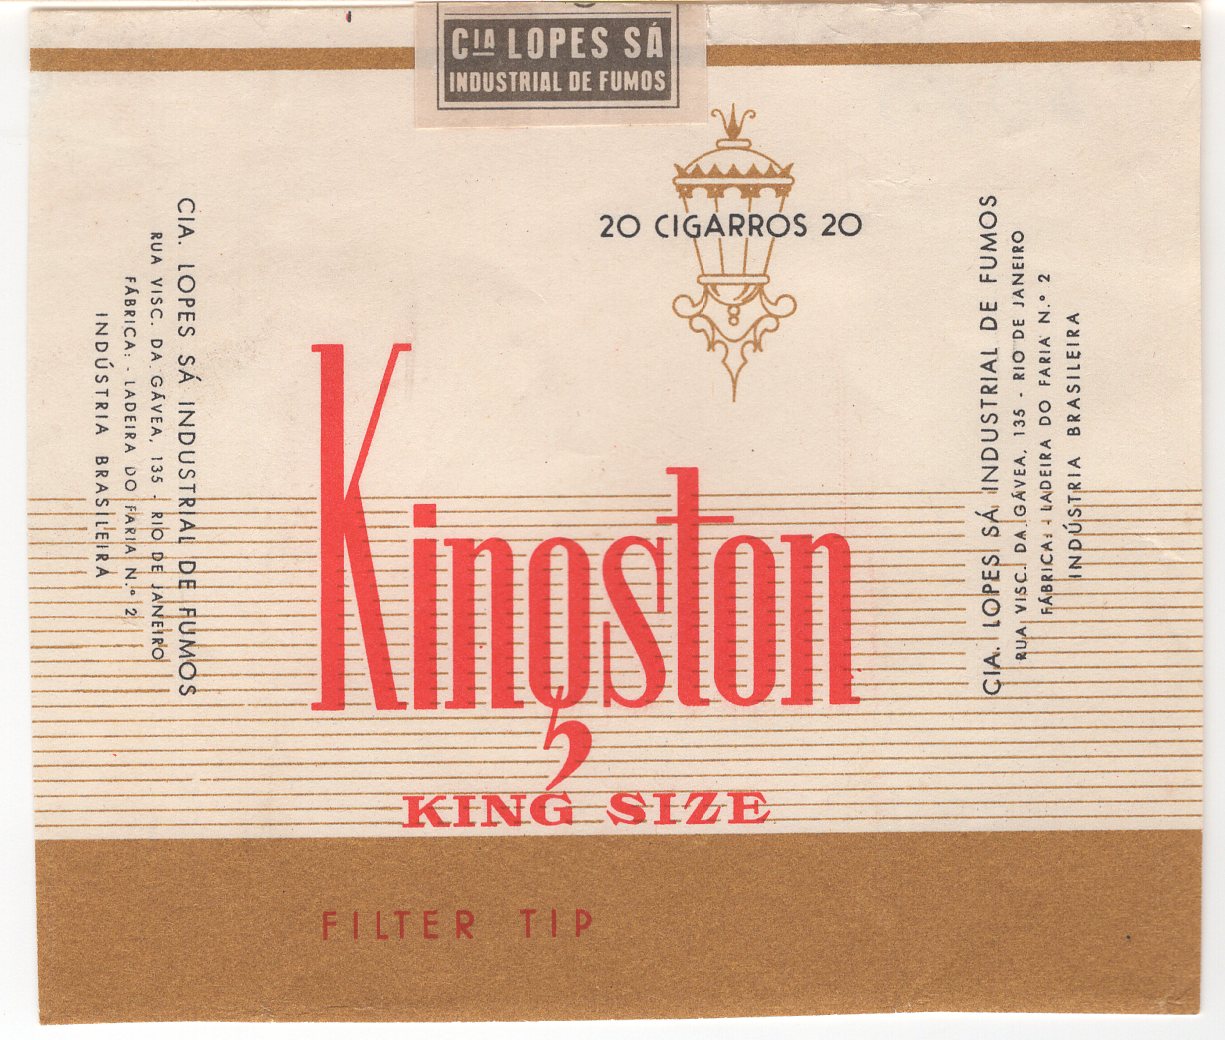 CIA LOPES SÁ
INDUSTRIAL DE FUMOS
20 CIGARROS 20
CIA. LOPES SÁ INDUSTRIAL DE FUMOS
RUA VISC. DA GÁVEA, 135 - RIO DE JANEIRO
FÁBRICA: - LADEIRA DO FARIA N.º 2
INDÚSTRIA BRASILEIRA
Kingston
KING SIZE
CIA. LOPES SÁ INDUSTRIAL DE FUMOS
RUA VISC. DA GÁVEA, 135 - RIO DE JANEIRO
FÁBRICA: LADEIRA DO FARIA N.º 2
INDÚSTRIA BRASILEIRA
FILTER TIP